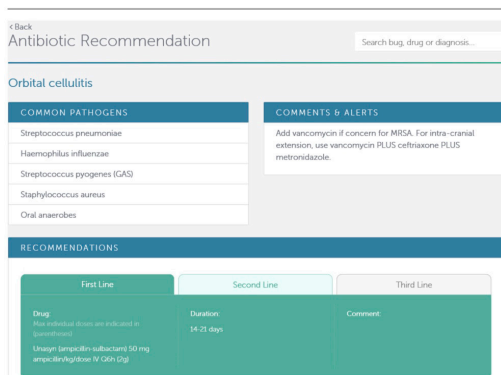 < Back
Antibiotic Recommendation
Search bug, drug or diagnosis...
Orbital cellulitis
COMMON PATHOGENS
Streptococcus pneumoniae
Haemophilus influenzae
Streptococcus pyogenes (GAS)
Staphylococcus aureus
Oral anaerobes
COMMENTS & ALERTS
Add vancomycin if concern for MRSA. For intra-cranial
extension, use vancomycin PLUS ceftriaxone PLUS
metronidazole.
RECOMMENDATIONS
First Line
Second Line
Third Line
Drug:
Max individual doses are indicated in
(parentheses)
Unasyn (ampicillin-sulbactam) 50 mg
ampicillin/kg/dose IV Q6h (2g)
Duration:
14-21 days
Comment: